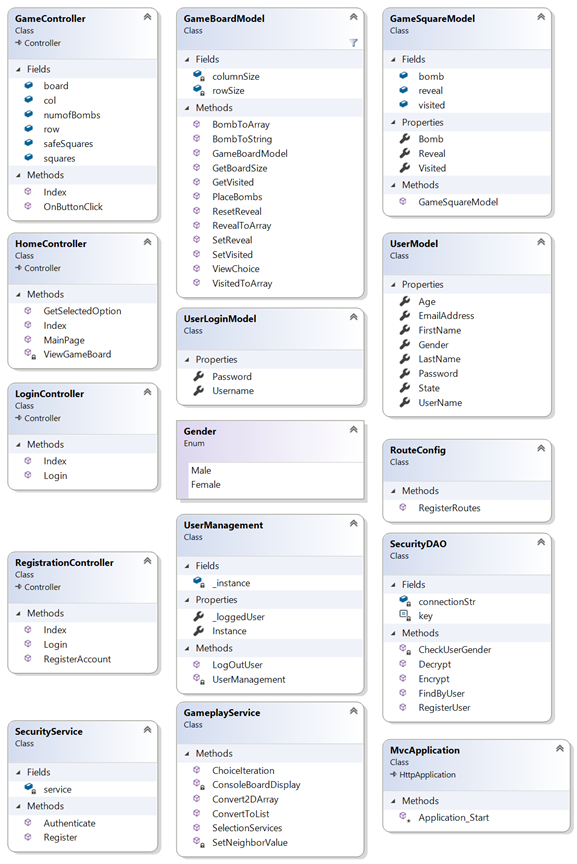 GameController
Class
Controller
Fields
board
col
numofBombs
row
safeSquares
squares
Methods
Index
OnButtonClick
HomeController
Class
Controller
Methods
GetSelectedOption
Index
MainPage
ViewGameBoard
LoginController
Class
Controller
Methods
Index
Login
RegistrationController
Class
Controller
Methods
Index
Login
RegisterAccount
SecurityService
Class
Fields
service
Methods
Authenticate
Register
GameBoardModel
Class
Fields
columnSize
rowSize
Methods
BombToArray
BombToString
GameBoardModel
GetBoardSize
GetVisited
PlaceBombs
ResetReveal
RevealToArray
SetReveal
SetVisited
ViewChoice
VisitedToArray
UserLoginModel
Class
Properties
Password
Username
Gender
Enum
Male
Female
UserManagement
Class
Fields
_instance
Properties
_loggedUser
Instance
Methods
LogOutUser
UserManagement
GameplayService
Class
Methods
ChoiceIteration
ConsoleBoardDisplay
Convert2DArray
ConvertToList
SelectionServices
SetNeighborValue
GameSquareModel
Class
Fields
bomb
reveal
visited
Properties
Bomb
Reveal
Visited
Methods
GameSquareModel
UserModel
Class
Properties
Age
EmailAddress
FirstName
Gender
LastName
Password
State
UserName
RouteConfig
Class
Methods
RegisterRoutes
SecurityDAO
Class
Fields
connectionStr
key
Methods
CheckUserGender
Decrypt
Encrypt
FindByUser
RegisterUser
MvcApplication
Class
HttpApplication
Methods
Application_Start